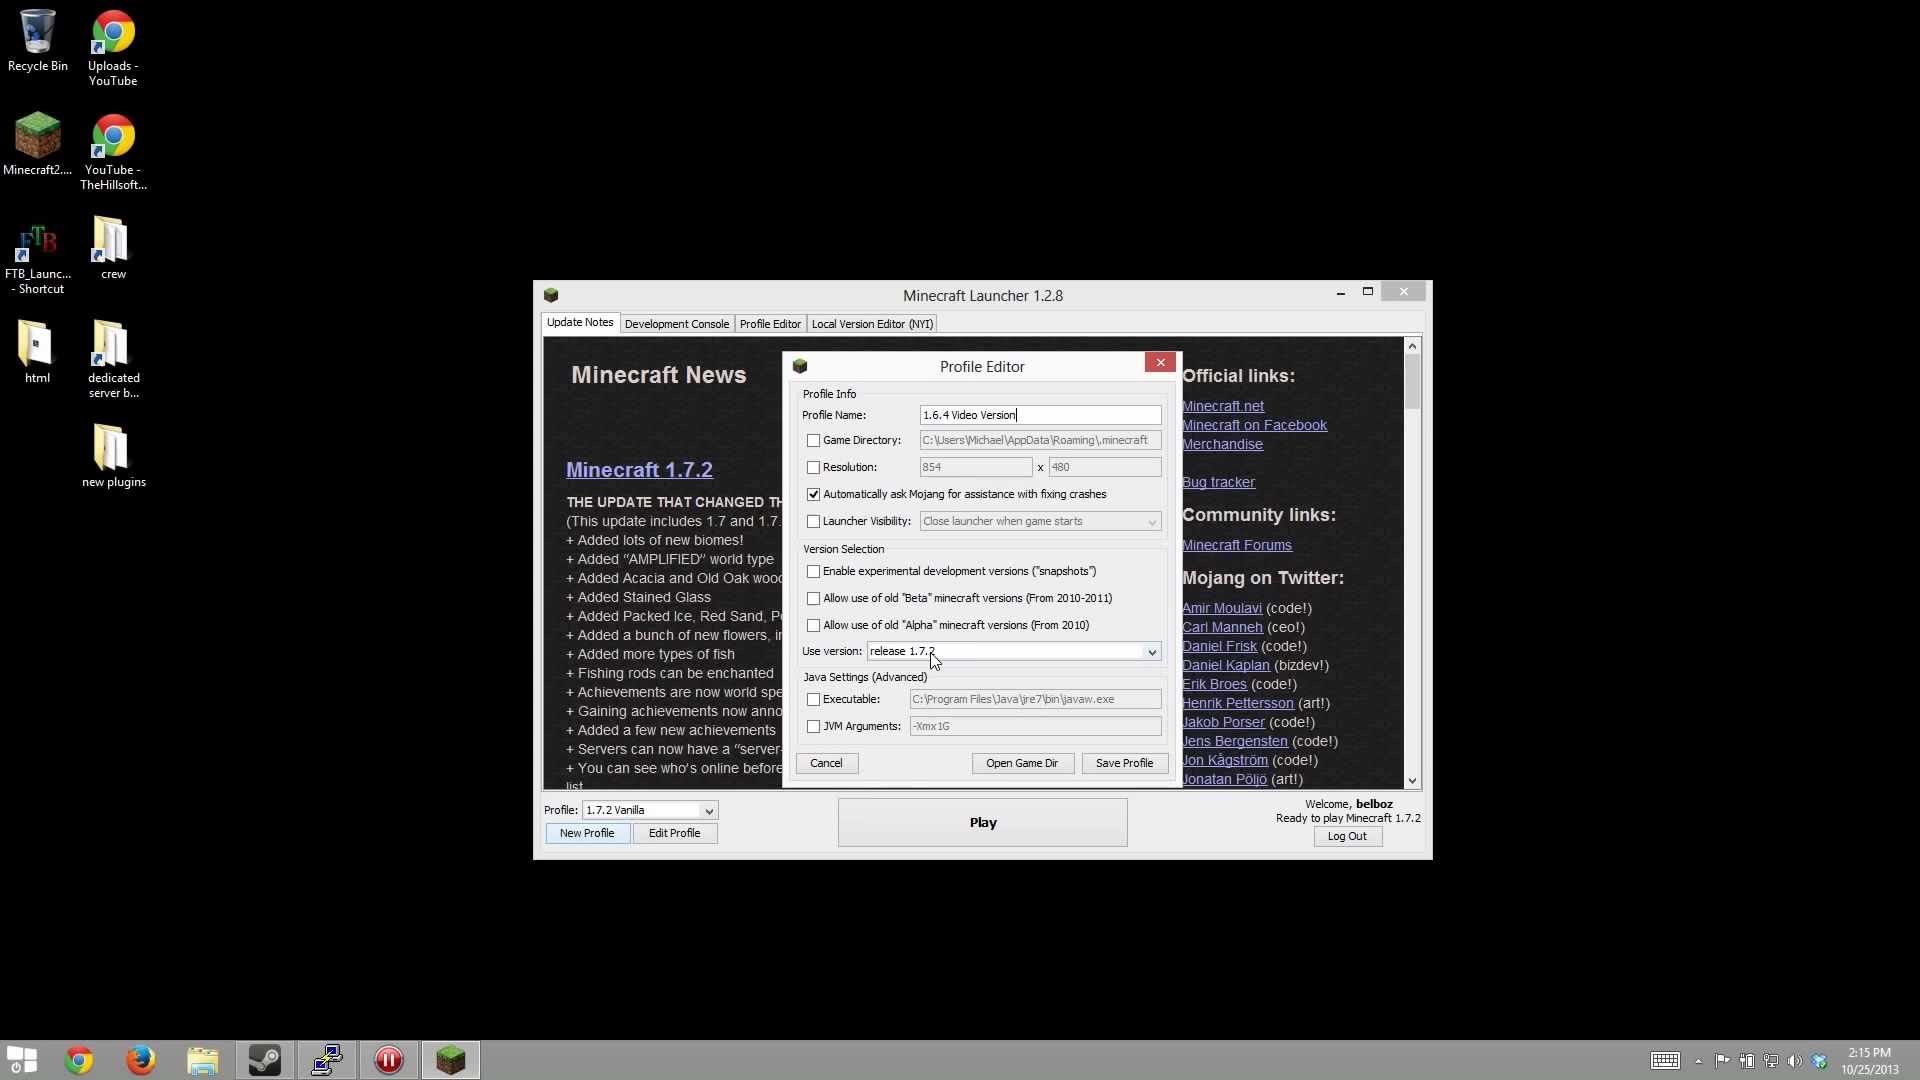 Recycle Bin
Uploads -
YouTube
Minecraft2....
YouTube -
TheHillsoft...
FTB
FTB_Launc...
- Shortcut
crew
html
dedicated
server b...
new plugins
Minecraft Launcher 1.2.8
Update Notes
Development Console
Profile Editor
Local Version Editor (NYI)
Minecraft News
Minecraft 1.7.2
THE UPDATE THAT CHANGED TH
(This update includes 1.7 and 1.7.
+ Added lots of new biomes!
+ Added “AMPLIFIED” world type
+ Added Acacia and Old Oak wood
+ Added Stained Glass
+ Added Packed Ice, Red Sand, Po
+ Added a bunch of new flowers, in
+ Added more types of fish
+ Fishing rods can be enchanted
+ Achievements are now world spe
+ Gaining achievements now anno
+ Added a few new achievements
+ Servers can now have a “server-
+ You can see who's online before
list
Profile Editor
Profile Info
Profile Name:
1.6.4 Video Version
Game Directory:
C:\Users\Michael\AppData\Roaming\.minecraft
Resolution:
854
x
480
Automatically ask Mojang for assistance with fixing crashes
Launcher Visibility:
Close launcher when game starts
Version Selection
Enable experimental development versions ("snapshots")
Allow use of old "Beta" minecraft versions (From 2010-2011)
Allow use of old "Alpha" minecraft versions (From 2010)
Use version:
release 1.7.2
Java Settings (Advanced)
Executable:
C:\Program Files\Java\jre7\bin\javaw.exe
JVM Arguments:
-Xmx1G
Cancel
Open Game Dir
Save Profile
Official links:
Minecraft.net
Minecraft on Facebook
Merchandise
Bug tracker
Community links:
Minecraft Forums
Mojang on Twitter:
Amir Moulavi (code!)
Carl Manneh (ceo!)
Daniel Frisk (code!)
Daniel Kaplan (bizdev!)
Erik Broes (code!)
Henrik Pettersson (art!)
Jakob Porser (code!)
Jens Bergensten (code!)
Jon Kågström (code!)
Jonatan Pöljö (art!)
Profile:
1.7.2 Vanilla
New Profile
Edit Profile
Play
Welcome, belboz
Ready to play Minecraft 1.7.2
Log Out
2:15 PM
10/25/2013